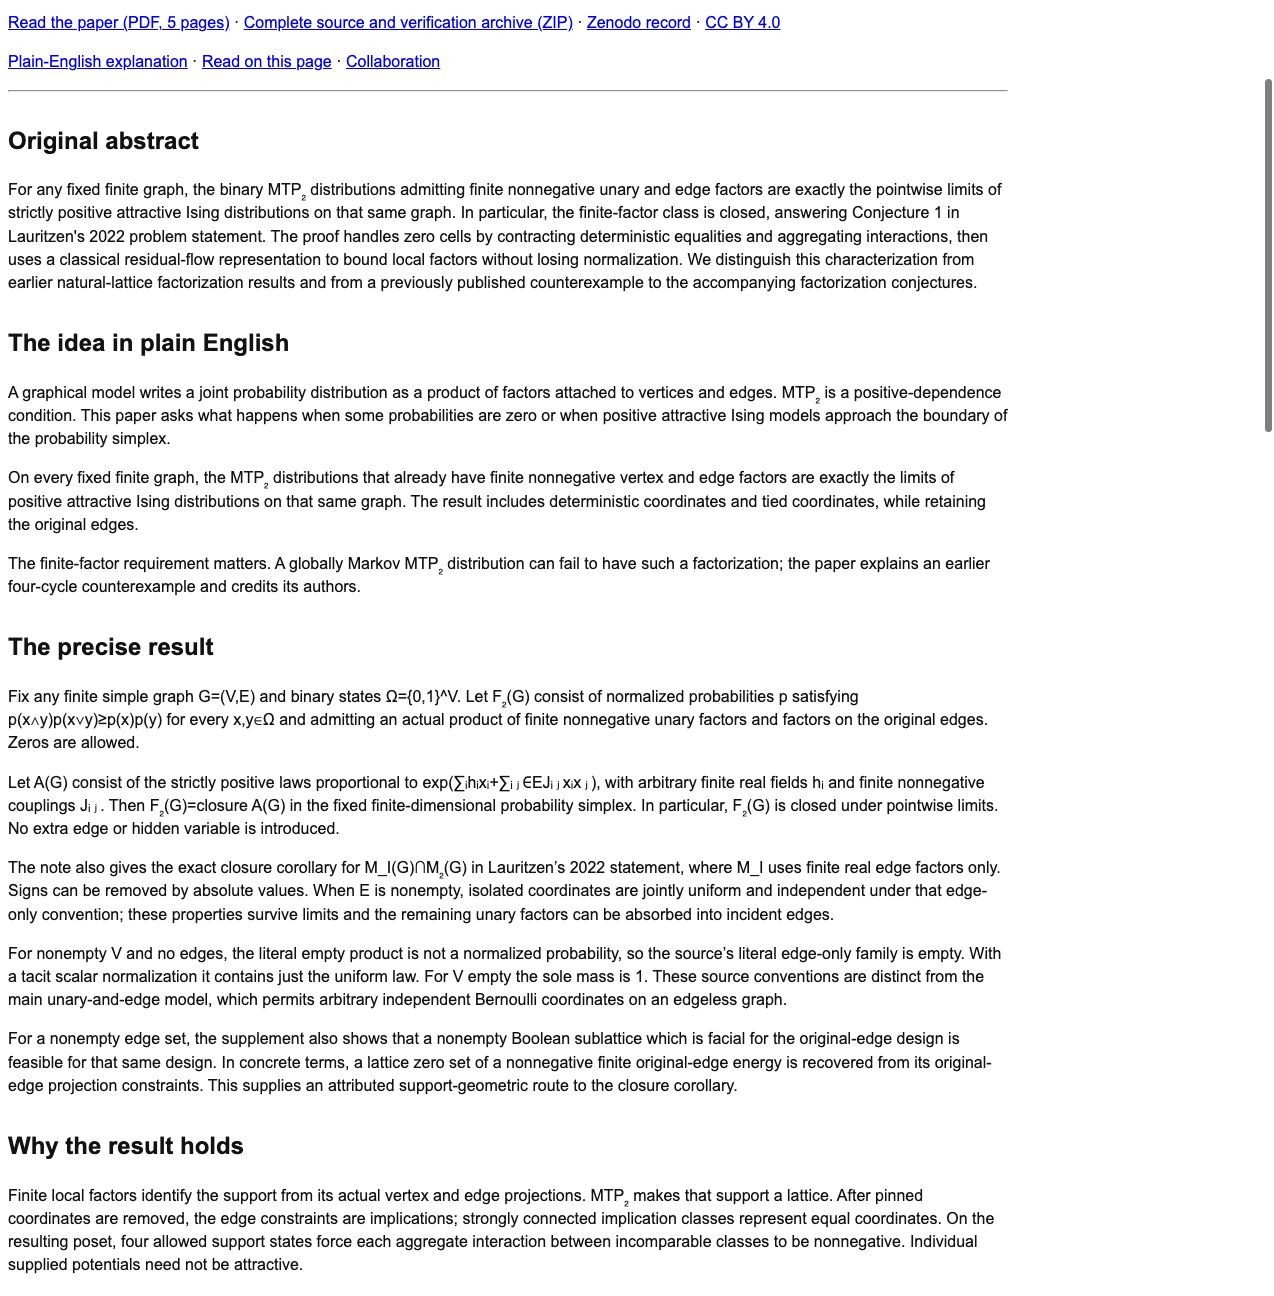 Read the paper (PDF, 5 pages) · Complete source and verification archive (ZIP) · Zenodo record · CC BY 4.0
Plain-English explanation · Read on this page · Collaboration
Original abstract
For any fixed finite graph, the binary MTP₂ distributions admitting finite nonnegative unary and edge factors are exactly the pointwise limits of
strictly positive attractive Ising distributions on that same graph. In particular, the finite-factor class is closed, answering Conjecture 1 in
Lauritzen's 2022 problem statement. The proof handles zero cells by contracting deterministic equalities and aggregating interactions, then
uses a classical residual-flow representation to bound local factors without losing normalization. We distinguish this characterization from
earlier natural-lattice factorization results and from a previously published counterexample to the accompanying factorization conjectures.
The idea in plain English
A graphical model writes a joint probability distribution as a product of factors attached to vertices and edges. MTP₂ is a positive-dependence
condition. This paper asks what happens when some probabilities are zero or when positive attractive Ising models approach the boundary of
the probability simplex.
On every fixed finite graph, the MTP₂ distributions that already have finite nonnegative vertex and edge factors are exactly the limits of
positive attractive Ising distributions on that same graph. The result includes deterministic coordinates and tied coordinates, while retaining
the original edges.
The finite-factor requirement matters. A globally Markov MTP₂ distribution can fail to have such a factorization; the paper explains an earlier
four-cycle counterexample and credits its authors.
The precise result
Fix any finite simple graph G=(V,E) and binary states Ω={0,1}^V. Let F₂(G) consist of normalized probabilities p satisfying
p(x∧y)p(x∨y)≥p(x)p(y) for every x,y∈Ω and admitting an actual product of finite nonnegative unary factors and factors on the original edges.
Zeros are allowed.
Let A(G) consist of the strictly positive laws proportional to exp(∑ᵢhᵢxᵢ+∑ᵢⱼ∈EJᵢⱼxᵢxⱼ), with arbitrary finite real fields hᵢ and finite nonnegative
couplings Jᵢⱼ. Then F₂(G)=closure A(G) in the fixed finite-dimensional probability simplex. In particular, F₂(G) is closed under pointwise limits.
No extra edge or hidden variable is introduced.
The note also gives the exact closure corollary for M_I(G)∩M₂(G) in Lauritzen’s 2022 statement, where M_I uses finite real edge factors only.
Signs can be removed by absolute values. When E is nonempty, isolated coordinates are jointly uniform and independent under that edge-
only convention; these properties survive limits and the remaining unary factors can be absorbed into incident edges.
For nonempty V and no edges, the literal empty product is not a normalized probability, so the source’s literal edge-only family is empty. With
a tacit scalar normalization it contains just the uniform law. For V empty the sole mass is 1. These source conventions are distinct from the
main unary-and-edge model, which permits arbitrary independent Bernoulli coordinates on an edgeless graph.
For a nonempty edge set, the supplement also shows that a nonempty Boolean sublattice which is facial for the original-edge design is
feasible for that same design. In concrete terms, a lattice zero set of a nonnegative finite original-edge energy is recovered from its original-
edge projection constraints. This supplies an attributed support-geometric route to the closure corollary.
Why the result holds
Finite local factors identify the support from its actual vertex and edge projections. MTP₂ makes that support a lattice. After pinned
coordinates are removed, the edge constraints are implications; strongly connected implication classes represent equal coordinates. On the
resulting poset, four allowed support states force each aggregate interaction between incomparable classes to be nonnegative. Individual
supplied potentials need not be attractive.